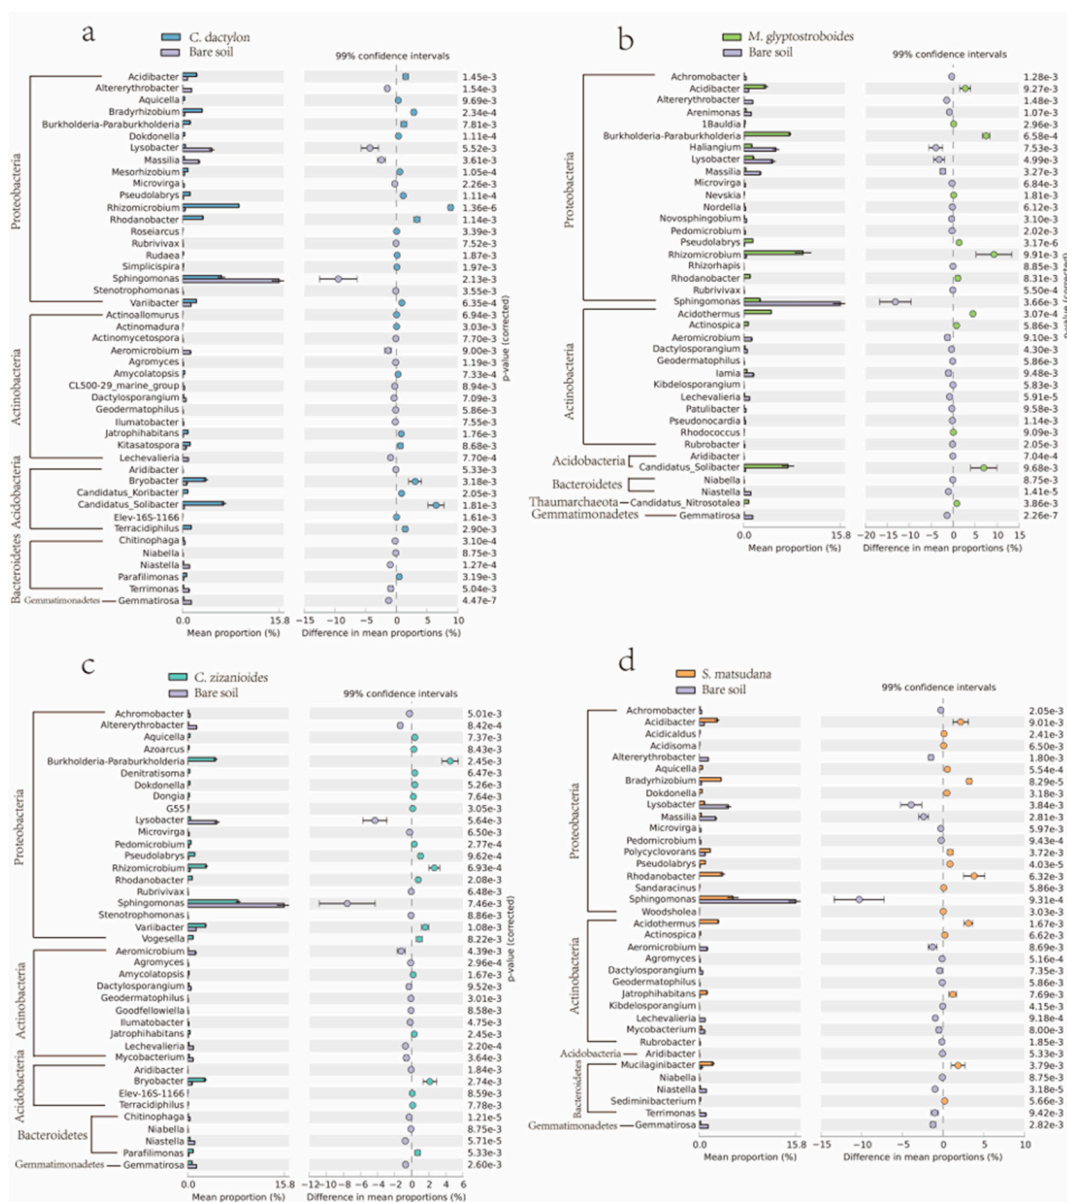 a
C. dactylon
Bare soil
99% confidence intervals
Proteobacteria
Acidibacter 1.45e-3
Altererythrobacter 1.54e-3
Aquicella 9.69e-3
Bradyrhizobium 2.34e-4
Burkholderia-Paraburkholderia 7.81e-3
Dokdonella 1.11e-4
Lysobacter 5.52e-3
Massilia 3.61e-3
Mesorhizobium 1.05e-4
Microvirga 2.26e-3
Pseudolabrys 1.11e-4
Rhizomicrobium 1.36e-6
Rhodanobacter 1.14e-3
Roseiarcus 3.39e-3
Rubrivivax 7.52e-3
Rudaea 1.87e-3
Simplicispira 1.97e-3
Sphingomonas 2.13e-3
Stenotrophomonas 3.55e-3
Variibacter 6.35e-4
Actinobacteria
Actinoallomurus 6.94e-3
Actinomadura 3.03e-3
Actinomycetospora 7.70e-3
Aeromicrobium 9.00e-3
Agromyces 1.19e-3
Amycolatopsis 7.33e-4
CL500-29_marine_group 8.94e-3
Dactylosporangium 7.09e-3
Geodermatophilus 5.86e-3
Ilumatobacter 7.55e-3
Jatrophihabitans 1.76e-3
Kitasatospora 8.68e-3
Lechevalieria 7.70e-4
Acidobacteria
Aridibacter 5.33e-3
Bryobacter 3.18e-3
Candidatus_Koribacter 2.05e-3
Candidatus_Solibacter 1.81e-3
Elev-16S-1166 1.61e-3
Terracidiphilus 2.90e-3
Bacteroidetes
Chitinophaga 3.10e-4
Niabella 8.75e-3
Niastella 1.27e-4
Parafilimonas 3.19e-3
Terrimonas 5.04e-3
Gemmatimonadetes Gemmatirosa 4.47e-7
p-value (corrected)
0.0 15.8 −15 −10 −5 0 5 10
Mean proportion (%) Difference in mean proportions (%)
b
M. glyptostroboides
Bare soil
99% confidence intervals
Proteobacteria
Achromobacter 1.28e-3
Acidibacter 9.27e-3
Altererythrobacter 1.48e-3
Arenimonas 1.07e-3
1Bauldia 2.96e-3
Burkholderia-Paraburkholderia 6.58e-4
Haliangium 7.53e-3
Lysobacter 4.99e-3
Massilia 3.27e-3
Microvirga 6.84e-3
Nevskia 1.81e-3
Nordella 6.12e-3
Novosphingobium 3.10e-3
Pedomicrobium 2.02e-3
Pseudolabrys 3.17e-6
Rhizomicrobium 9.91e-3
Rhizorhapis 8.85e-3
Rhodanobacter 8.31e-3
Rubrivivax 5.50e-4
Sphingomonas 3.66e-3
Actinobacteria
Acidothermus 3.07e-4
Actinospica 5.86e-3
Aeromicrobium 9.10e-3
Dactylosporangium 4.30e-3
Geodermatophilus 5.86e-3
Iamia 9.48e-3
Kibdelosporangium 5.83e-3
Lechevalieria 5.91e-5
Patulibacter 9.58e-3
Pseudonocardia 1.14e-3
Rhodococcus 9.09e-3
Rubrobacter 2.05e-3
Acidobacteria
Aridibacter 7.04e-4
Candidatus_Solibacter 9.68e-3
Bacteroidetes
Niabella 8.75e-3
Niastella 1.41e-5
Thaumarchaeota Candidatus_Nitrosotalea 3.86e-3
Gemmatimonadetes Gemmatirosa 2.26e-7
p-value (corrected)
0.0 15.8 −20 −15 −10 −5 0 5 10 15
Mean proportion (%) Difference in mean proportions (%)
c
C. zizanioides
Bare soil
99% confidence intervals
Proteobacteria
Achromobacter 5.01e-3
Altererythrobacter 8.42e-4
Aquicella 7.37e-3
Azoarcus 8.43e-3
Burkholderia-Paraburkholderia 2.45e-3
Denitratisoma 6.47e-3
Dokdonella 5.26e-3
Dongia 7.64e-3
G55 3.05e-3
Lysobacter 5.64e-3
Microvirga 6.50e-3
Pedomicrobium 2.77e-4
Pseudolabrys 9.62e-4
Rhizomicrobium 6.93e-4
Rhodanobacter 2.08e-3
Rubrivivax 6.48e-3
Sphingomonas 7.46e-3
Stenotrophomonas 8.86e-3
Variibacter 1.08e-3
Vogesella 8.22e-3
Actinobacteria
Aeromicrobium 4.39e-3
Agromyces 2.96e-4
Amycolatopsis 1.67e-3
Dactylosporangium 9.52e-3
Geodermatophilus 3.01e-3
Goodfellowiella 8.58e-3
Ilumatobacter 4.75e-3
Jatrophihabitans 2.45e-3
Lechevalieria 2.20e-4
Mycobacterium 3.64e-3
Acidobacteria
Aridibacter 1.84e-3
Bryobacter 2.74e-3
Elev-16S-1166 8.59e-3
Terracidiphilus 7.78e-3
Bacteroidetes
Chitinophaga 1.21e-5
Niabella 8.75e-3
Niastella 5.71e-5
Parafilimonas 5.33e-3
Gemmatimonadetes Gemmatirosa 2.60e-3
p-value (corrected)
0.0 15.8 −12 −10 −8 −6 −4 −2 0 2 4 6
Mean proportion (%) Difference in mean proportions (%)
d
S. matsudana
Bare soil
99% confidence intervals
Proteobacteria
Achromobacter 2.05e-3
Acidibacter 9.01e-3
Acidicaldus 2.41e-3
Acidisoma 6.50e-3
Altererythrobacter 1.80e-3
Aquicella 5.54e-4
Bradyrhizobium 8.29e-5
Dokdonella 3.18e-3
Lysobacter 3.84e-3
Massilia 2.81e-3
Microvirga 5.97e-3
Pedomicrobium 9.43e-4
Polycyclovorans 3.72e-3
Pseudolabrys 4.03e-5
Rhodanobacter 6.32e-3
Sandaracinus 5.86e-3
Sphingomonas 9.31e-4
Woodsholea 3.03e-3
Actinobacteria
Acidothermus 1.67e-3
Actinospica 6.62e-3
Aeromicrobium 8.69e-3
Agromyces 5.16e-4
Dactylosporangium 7.35e-3
Geodermatophilus 5.86e-3
Jatrophihabitans 7.69e-3
Kibdelosporangium 4.15e-3
Lechevalieria 9.18e-4
Mycobacterium 8.00e-3
Rubrobacter 1.85e-3
Acidobacteria Aridibacter 5.33e-3
Bacteroidetes
Mucilaginibacter 3.79e-3
Niabella 8.75e-3
Niastella 3.18e-5
Sediminibacterium 5.66e-3
Terrimonas 9.42e-3
Gemmatimonadetes Gemmatirosa 2.82e-3
0.0 15.8 −15 −10 −5 0 5 10
Mean proportion (%) Difference in mean proportions (%)